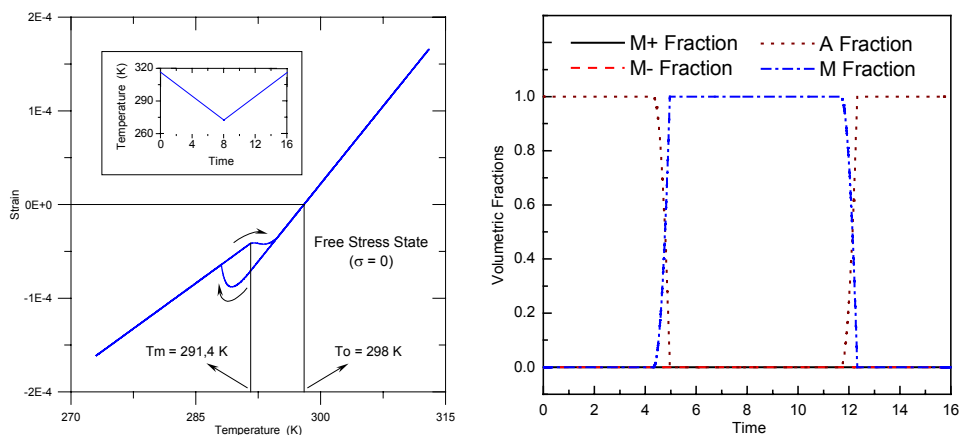 2E-4
1E-4
0E+0
-1E-4
-2E-4
Strain
270
285
300
315
Temperature (K)
320
292
260
Temperature (K)
0
4
8
12
16
Time
Free Stress State
(σ = 0)
Tm = 291,4 K
To = 298 K
M+ Fraction
A Fraction
M- Fraction
M Fraction
1.0
0.8
0.6
0.4
0.2
0.0
Volumetric Fractions
0
2
4
6
8
10
12
14
16
Time